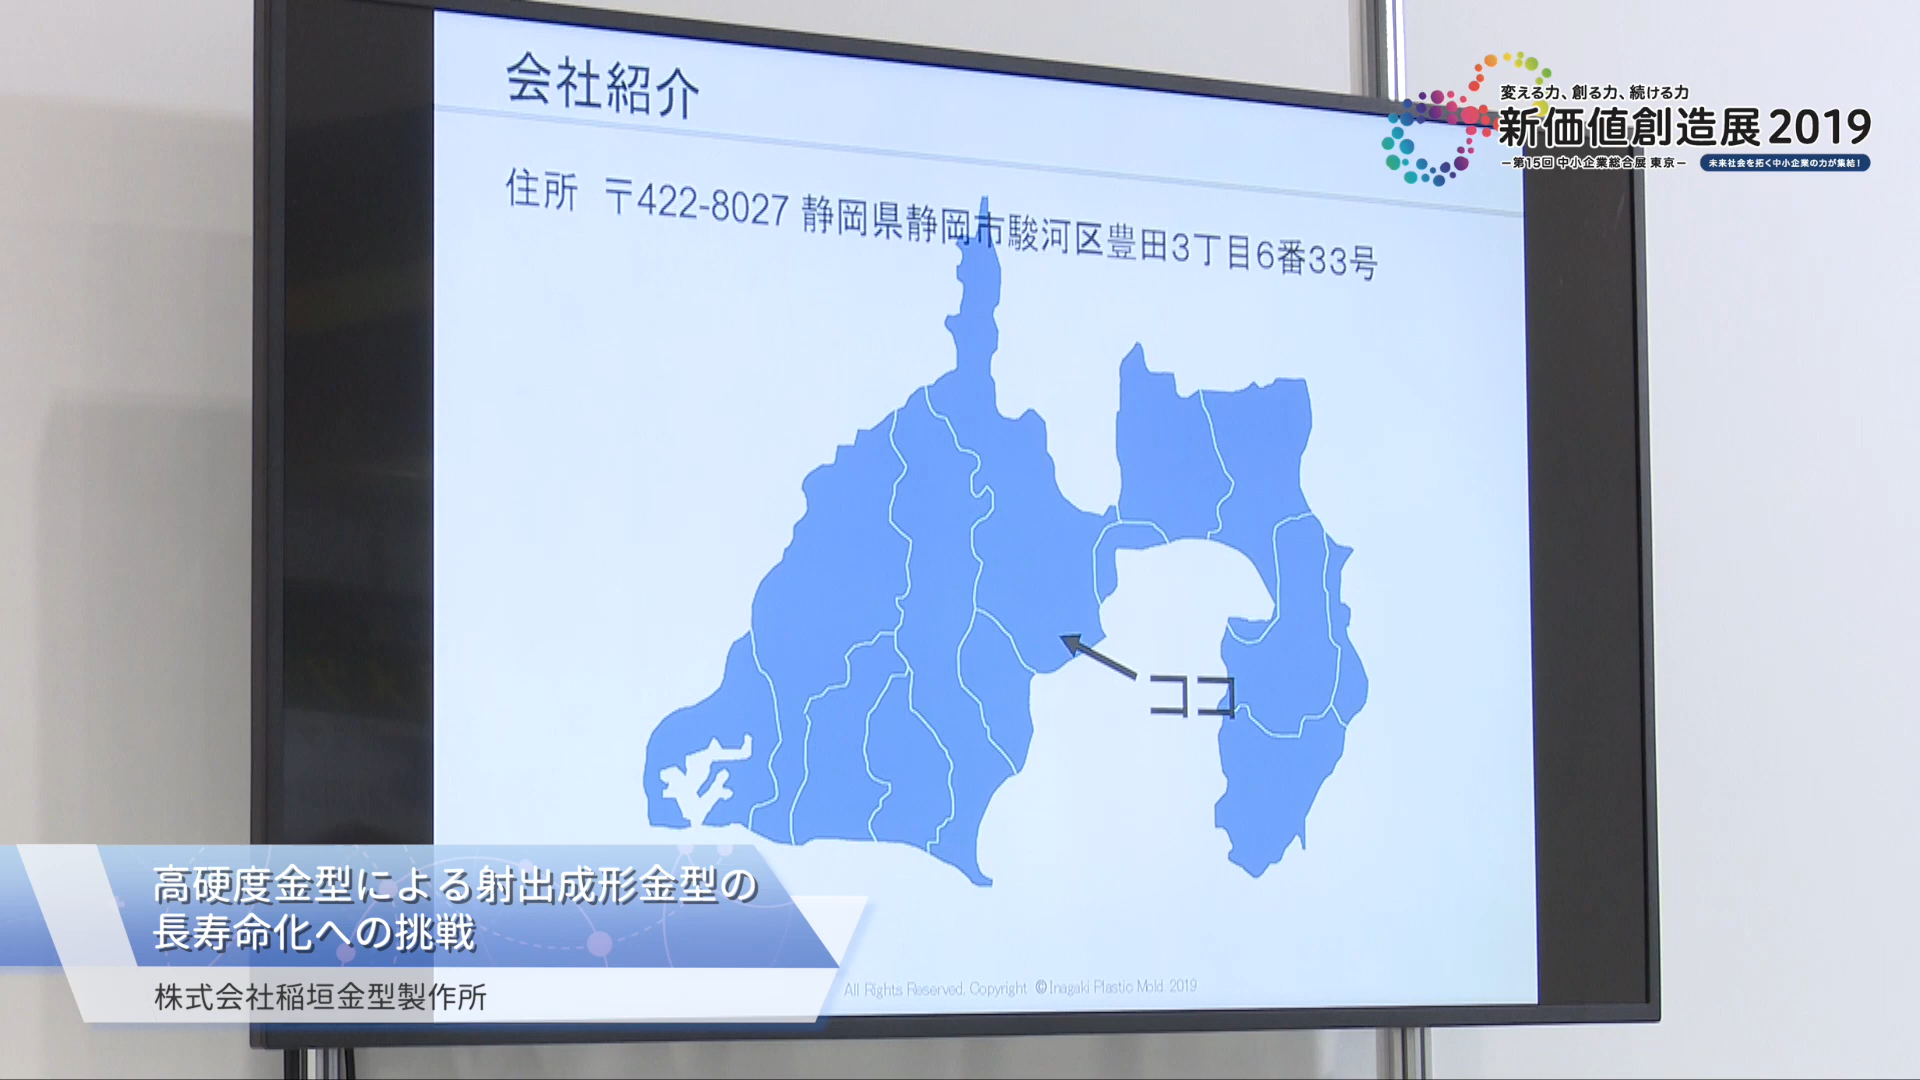 会社紹介
変える力、創る力、続ける力
新価値創造展2019
ー第15回 中小企業総合展 東京ー 未来社会を拓く中小企業の力が集結!
住所 〒422-8027 静岡県静岡市駿河区豊田3丁目6番33号
ココ
高硬度金型による射出成形金型の
長寿命化への挑戦
株式会社稲垣金型製作所
All Rights Reserved. Copyright ©Inagaki Plastic Mold. 2019